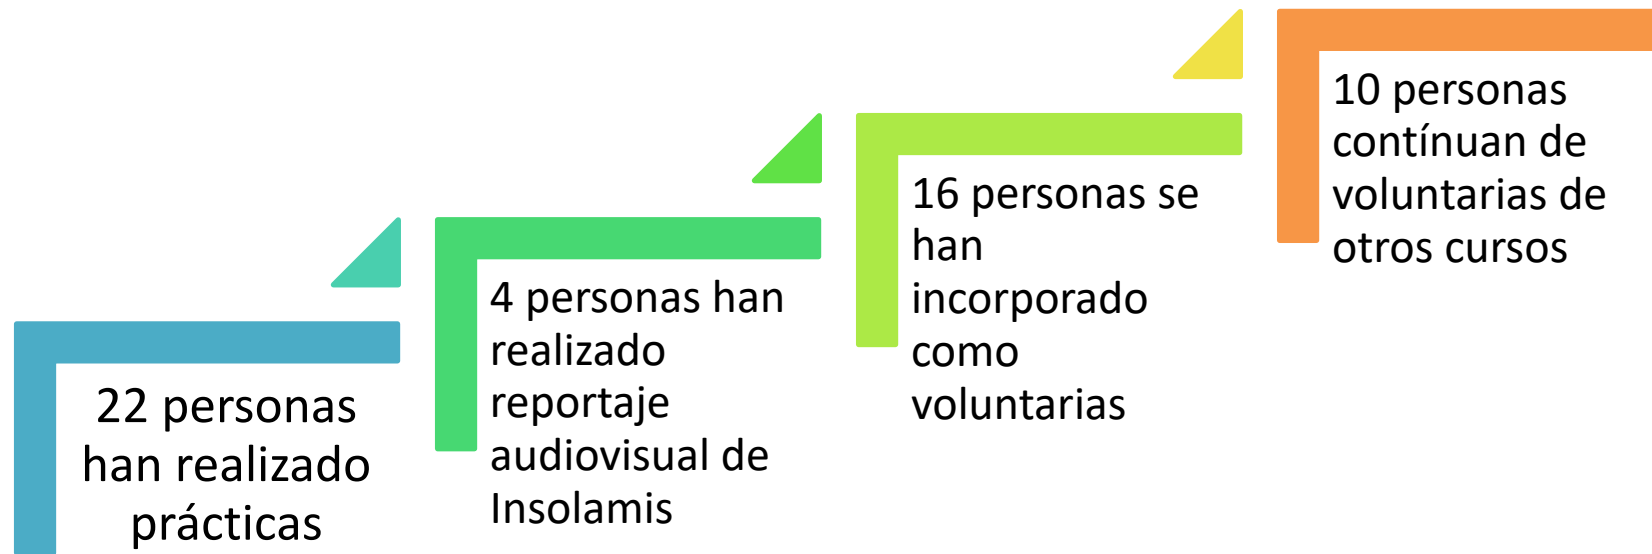 22 personas
han realizado
prácticas
4 personas han
realizado
reportaje
audiovisual de
Insolamis
16 personas se
han
incorporado
como
voluntarias
10 personas
contínuan de
voluntarias de
otros cursos